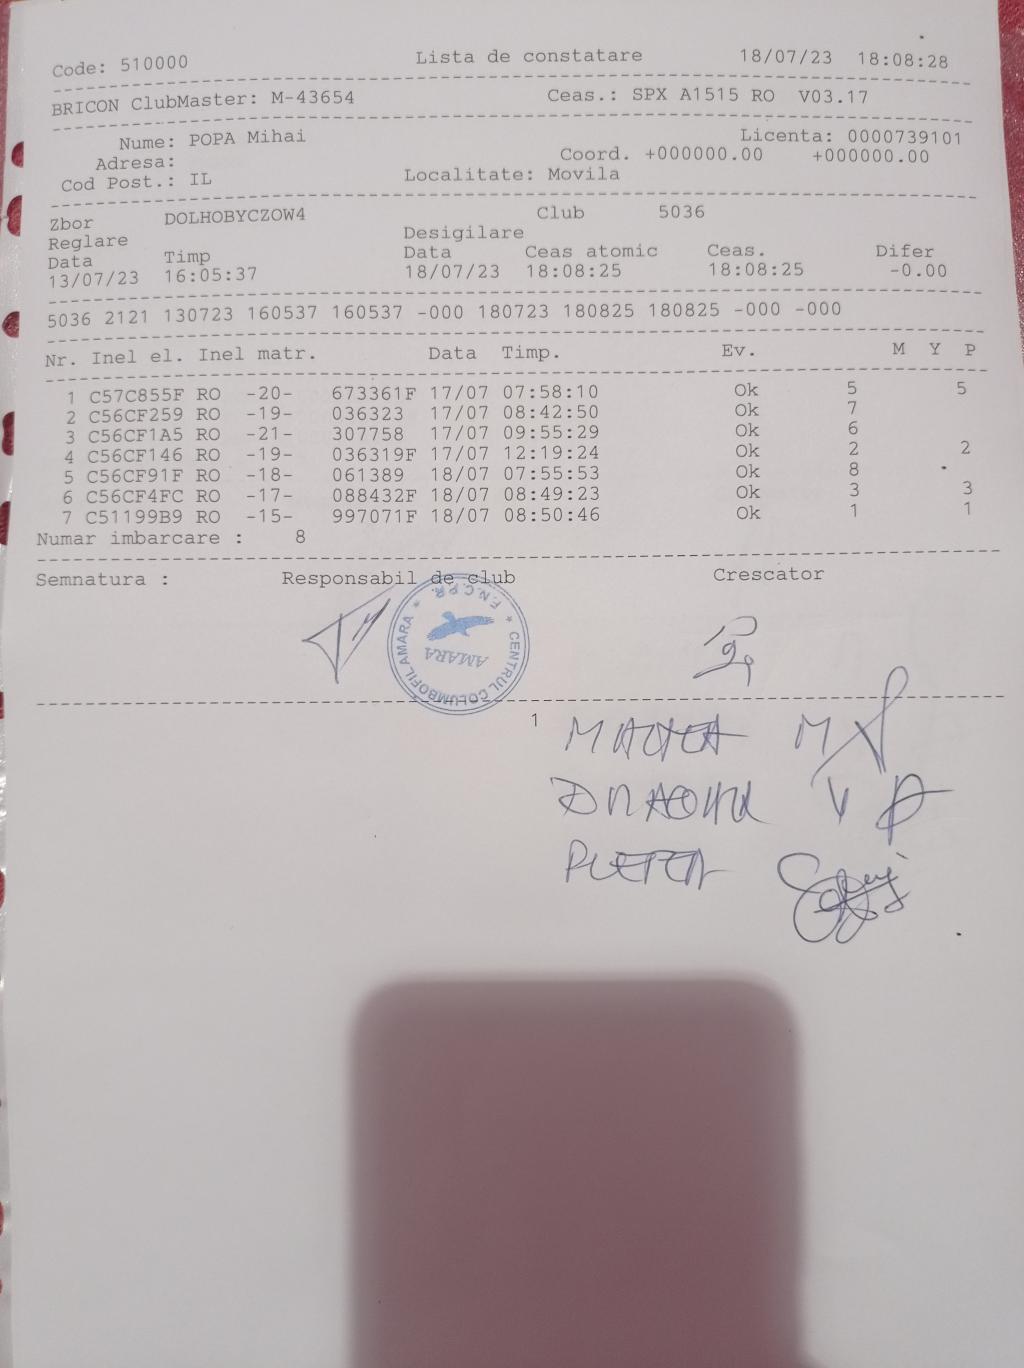 Code: 510000 Lista de constatare 18/07/23 18:08:28
BRICON ClubMaster: M-43654 Ceas.: SPX A1515 RO V03.17
Nume: POPA Mihai Licenta: 0000739101
Adresa: Coord. +000000.00 +000000.00
Cod Post.: IL Localitate: Movila
Zbor DOLHOBYCZOW4 Club 5036
Reglare Desigilare
Data Timp Data Ceas atomic Ceas. Difer
13/07/23 16:05:37 18/07/23 18:08:25 18:08:25 -0.00
5036 2121 130723 160537 160537 -000 180723 180825 180825 -000 -000
Nr. Inel el. Inel matr. Data Timp. Ev. M Y P
1 C57C855F RO -20- 673361F 17/07 07:58:10 Ok 5 5
2 C56CF259 RO -19- 036323 17/07 08:42:50 Ok 7
3 C56CF1A5 RO -21- 307758 17/07 09:55:29 Ok 6
4 C56CF146 RO -19- 036319F 17/07 12:19:24 Ok 2 2
5 C56CF91F RO -18- 061389 18/07 07:55:53 Ok 8
6 C56CF4FC RO -17- 088432F 18/07 08:49:23 Ok 3 3
7 C51199B9 RO -15- 997071F 18/07 08:50:46 Ok 1 1
Numar imbarcare : 8
Semnatura : Responsabil de club Crescator
F.N.C.P.R.
CENTRUL COLUMBOFIL AMARA
AMARA
1